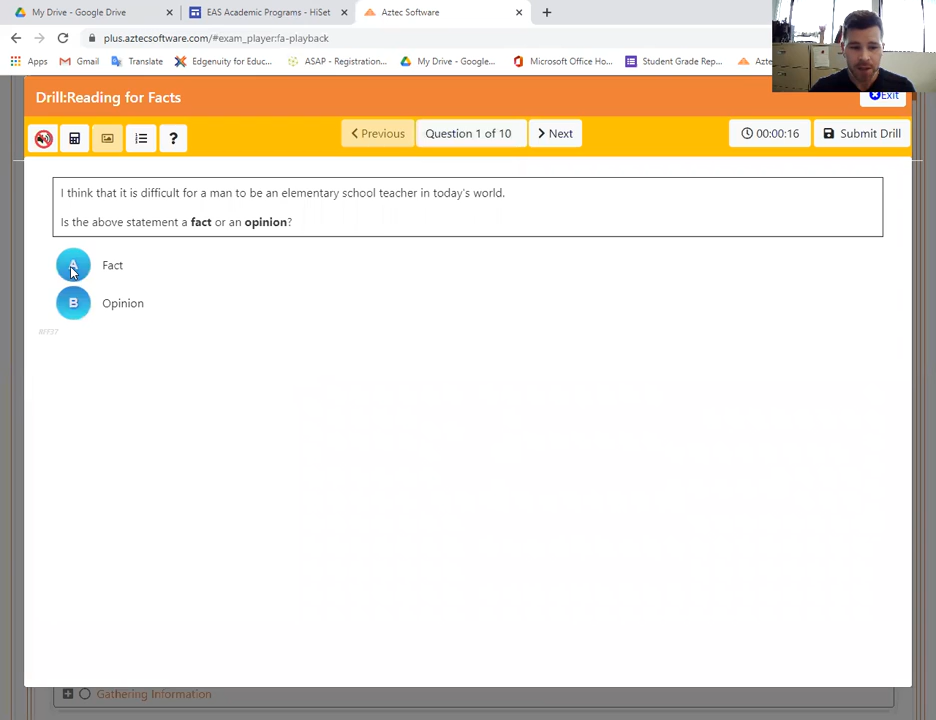 My Drive - Google Drive
EAS Academic Programs - HiSet
Aztec Software
plus.aztecsoftware.com/#exam_player:fa-playback
Apps
Gmail
Translate
Edgenuity for Educ...
ASAP - Registration...
My Drive - Google...
Microsoft Office Ho...
Student Grade Rep...
Azte
Drill:Reading for Facts
Exit
Previous
Question 1 of 10
Next
00:00:16
Submit Drill
I think that it is difficult for a man to be an elementary school teacher in today's world.
Is the above statement a fact or an opinion?
A Fact
B Opinion
Gathering Information